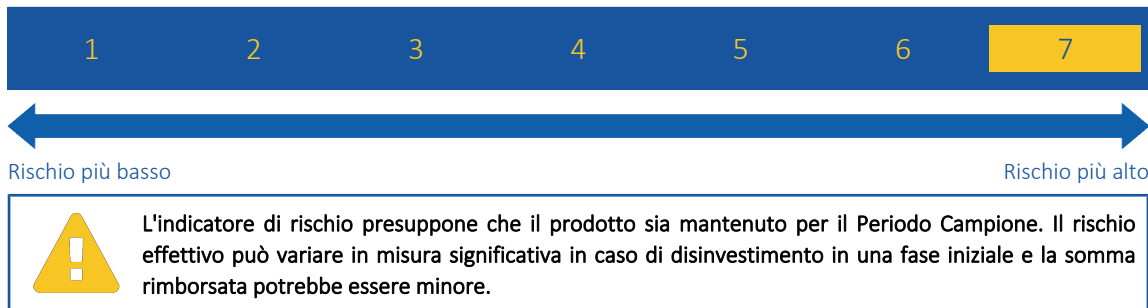 1 2 3 4 5 6 7
Rischio più basso Rischio più alto
L'indicatore di rischio presuppone che il prodotto sia mantenuto per il Periodo Campione. Il rischio
effettivo può variare in misura significativa in caso di disinvestimento in una fase iniziale e la somma
rimborsata potrebbe essere minore.